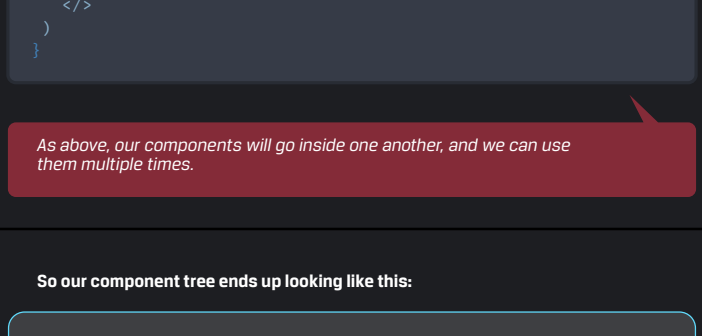 </>
)
}
As above, our components will go inside one another, and we can use
them multiple times.
So our component tree ends up looking like this: